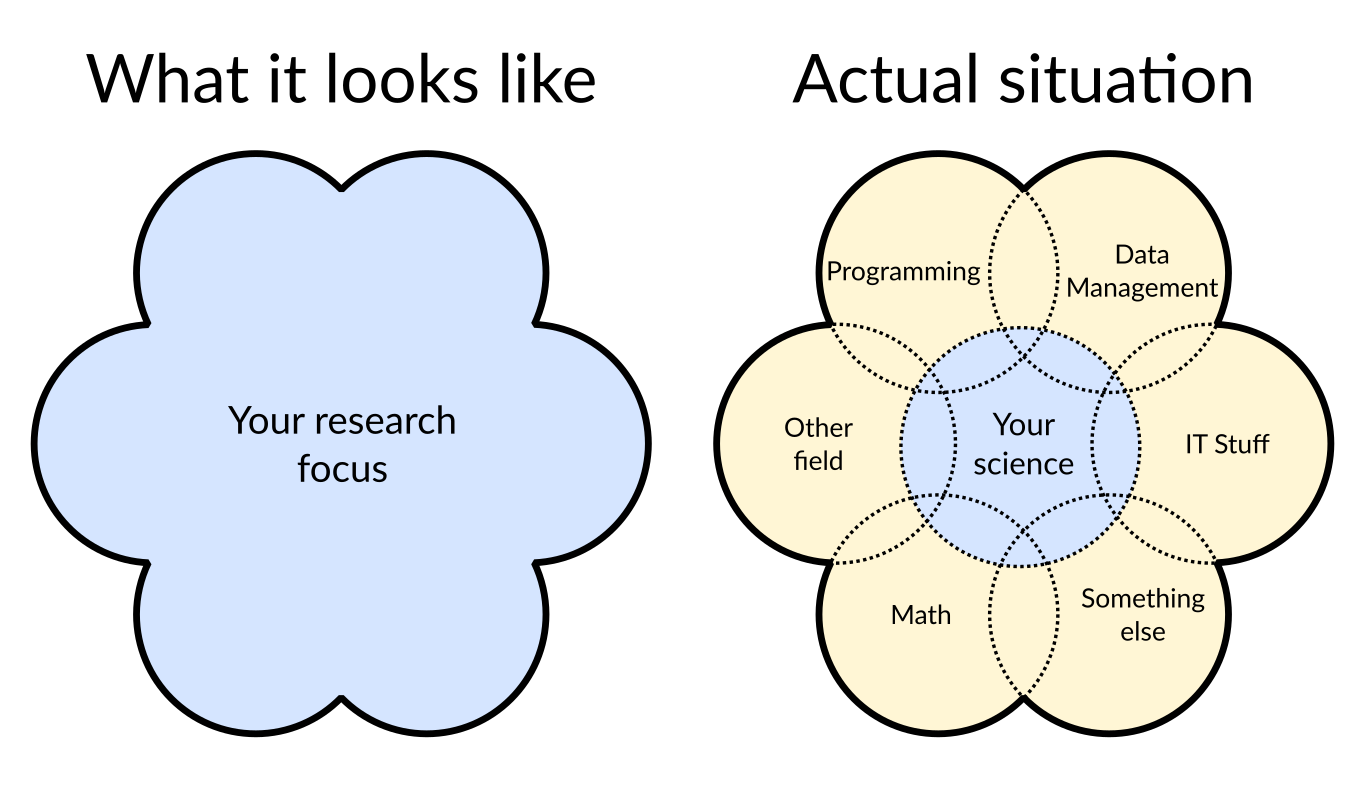 What it looks like
Your research
focus
Actual situation
Programming
Data
Management
Other
field
Your
science
IT Stuff
Math
Something
else